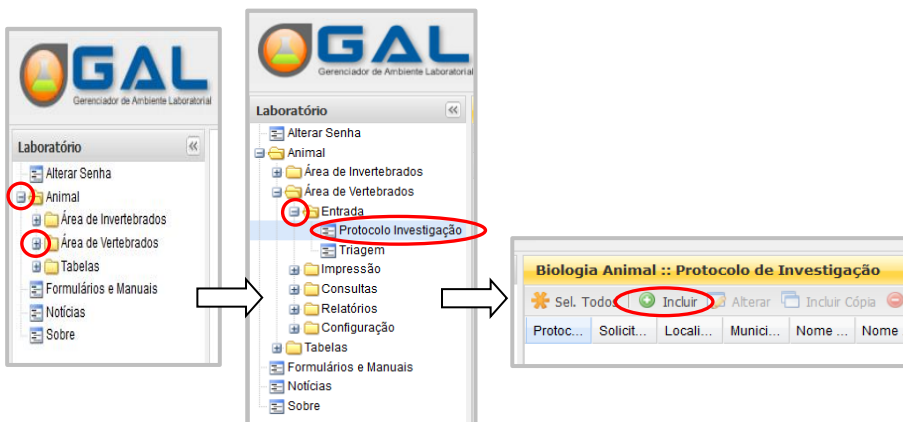 GAL
Gerenciador de Ambiente Laboratorial
Laboratório
Alterar Senha
Animal
Área de Invertebrados
Área de Vertebrados
Tabelas
Formulários e Manuais
Notícias
Sobre
GAL
Gerenciador de Ambiente Laboratorial
Laboratório
Alterar Senha
Animal
Área de Invertebrados
Área de Vertebrados
Entrada
Protocolo Investigação
Triagem
Impressão
Consultas
Relatórios
Configuração
Tabelas
Formulários e Manuais
Notícias
Sobre
Biologia Animal :: Protocolo de Investigação
Sel. Todos Incluir Alterar Incluir Cópia
Protoc... Solicit... Locali... Munici... Nome ... Nome